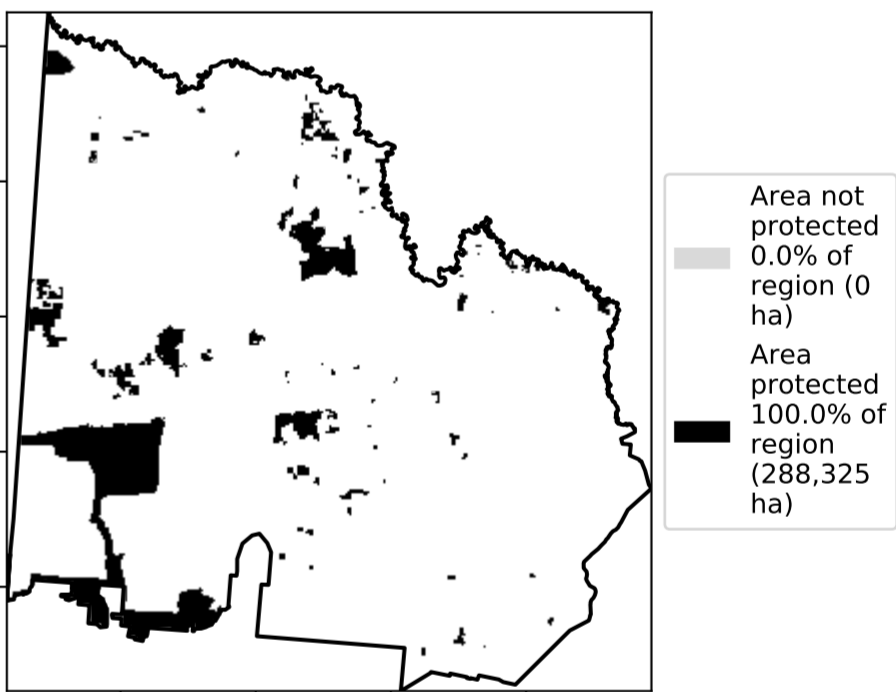 Area not
protected
0.0% of
region (0
ha)
Area
protected
100.0% of
region
(288,325
ha)